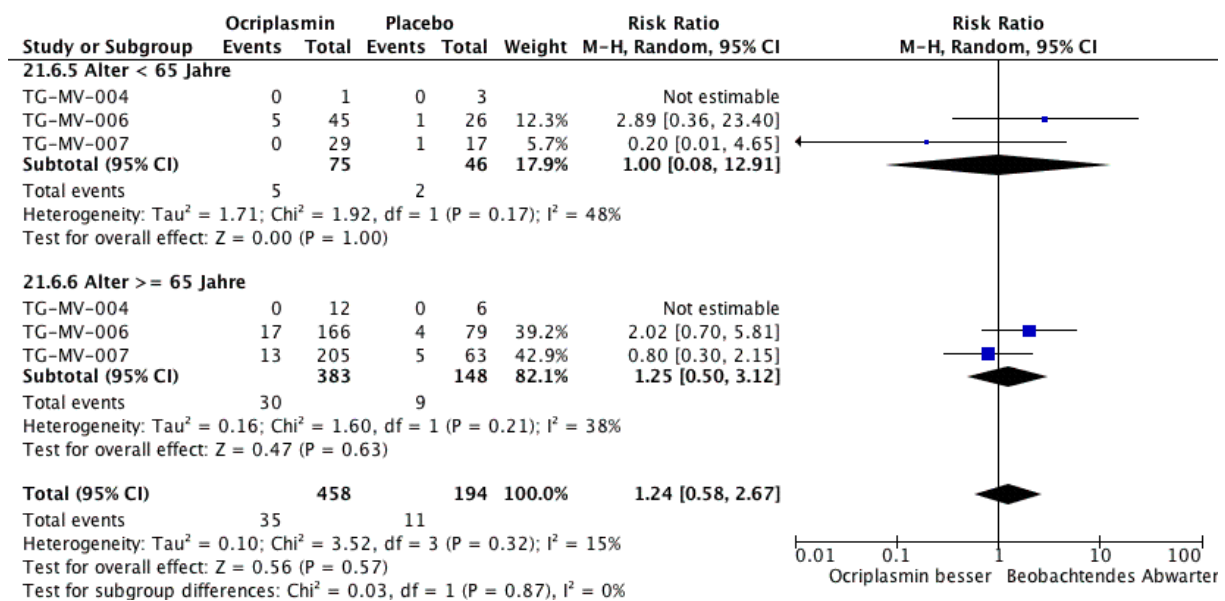 Ocriplasmin Placebo Risk Ratio Risk Ratio
Study or Subgroup Events Total Events Total Weight M-H, Random, 95% CI M-H, Random, 95% CI
21.6.5 Alter < 65 Jahre
TG-MV-004 0 1 0 3 Not estimable
TG-MV-006 5 45 1 26 12.3% 2.89 [0.36, 23.40]
TG-MV-007 0 29 1 17 5.7% 0.20 [0.01, 4.65]
Subtotal (95% CI) 75 46 17.9% 1.00 [0.08, 12.91]
Total events 5 2
Heterogeneity: Tau² = 1.71; Chi² = 1.92, df = 1 (P = 0.17); I² = 48%
Test for overall effect: Z = 0.00 (P = 1.00)
21.6.6 Alter >= 65 Jahre
TG-MV-004 0 12 0 6 Not estimable
TG-MV-006 17 166 4 79 39.2% 2.02 [0.70, 5.81]
TG-MV-007 13 205 5 63 42.9% 0.80 [0.30, 2.15]
Subtotal (95% CI) 383 148 82.1% 1.25 [0.50, 3.12]
Total events 30 9
Heterogeneity: Tau² = 0.16; Chi² = 1.60, df = 1 (P = 0.21); I² = 38%
Test for overall effect: Z = 0.47 (P = 0.63)
Total (95% CI) 458 194 100.0% 1.24 [0.58, 2.67]
Total events 35 11
Heterogeneity: Tau² = 0.10; Chi² = 3.52, df = 3 (P = 0.32); I² = 15%
Test for overall effect: Z = 0.56 (P = 0.57)
Test for subgroup differences: Chi² = 0.03, df = 1 (P = 0.87), I² = 0%
0.01 0.1 1 10 100
Ocriplasmin besser Beobachtendes Abwarten